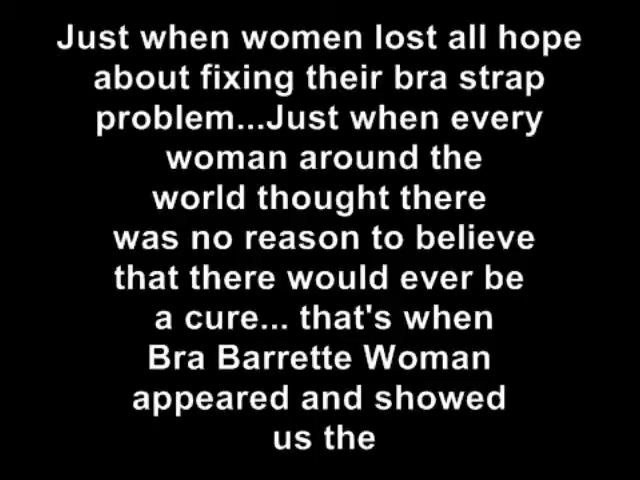 Just when women lost all hope
about fixing their bra strap
problem...Just when every
woman around the
world thought there
was no reason to believe
that there would ever be
a cure... that's when
Bra Barrette Woman
appeared and showed
us the